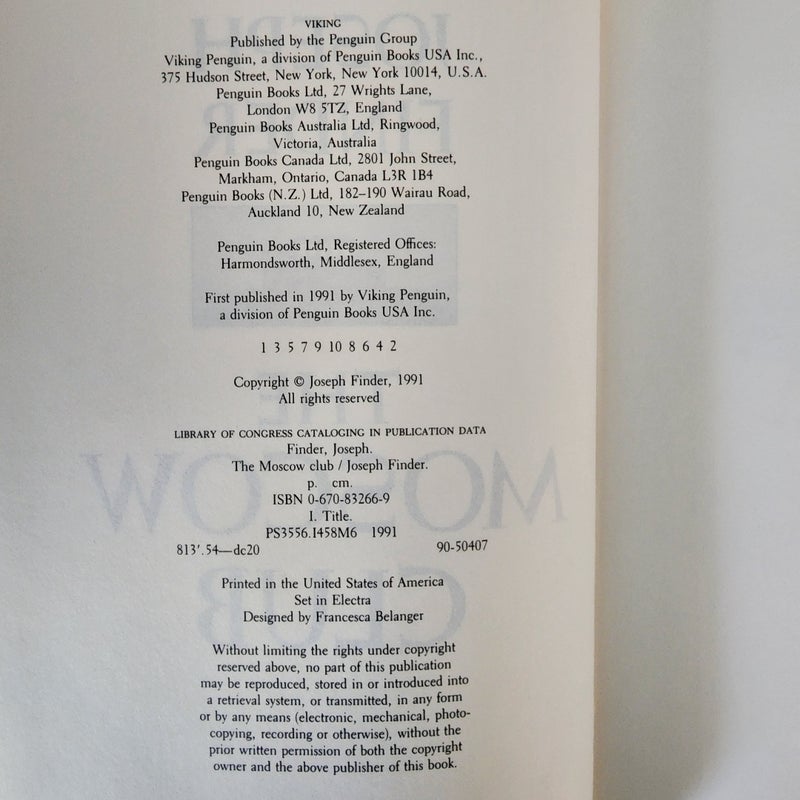 VIKING
Published by the Penguin Group
Viking Penguin, a division of Penguin Books USA Inc.,
375 Hudson Street, New York, New York 10014, U.S.A.
Penguin Books Ltd, 27 Wrights Lane,
London W8 5TZ, England
Penguin Books Australia Ltd, Ringwood,
Victoria, Australia
Penguin Books Canada Ltd, 2801 John Street,
Markham, Ontario, Canada L3R 1B4
Penguin Books (N.Z.) Ltd, 182–190 Wairau Road,
Auckland 10, New Zealand
Penguin Books Ltd, Registered Offices:
Harmondsworth, Middlesex, England
First published in 1991 by Viking Penguin,
a division of Penguin Books USA Inc.
1 3 5 7 9 10 8 6 4 2
Copyright © Joseph Finder, 1991
All rights reserved
LIBRARY OF CONGRESS CATALOGING IN PUBLICATION DATA
Finder, Joseph.
The Moscow club / Joseph Finder.
p. cm.
ISBN 0-670-83266-9
I. Title.
PS3556.I458M6 1991
813'.54—dc20 90-50407
Printed in the United States of America
Set in Electra
Designed by Francesca Belanger
Without limiting the rights under copyright
reserved above, no part of this publication
may be reproduced, stored in or introduced into
a retrieval system, or transmitted, in any form
or by any means (electronic, mechanical, photo-
copying, recording or otherwise), without the
prior written permission of both the copyright
owner and the above publisher of this book.